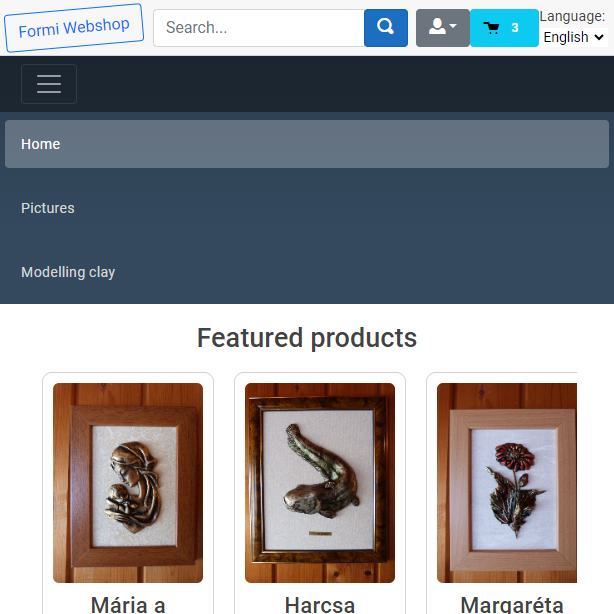 Formi Webshop
Search...
3
Language:
English
Home
Pictures
Modelling clay
Featured products
Mária a
Harcsa
Margaréta